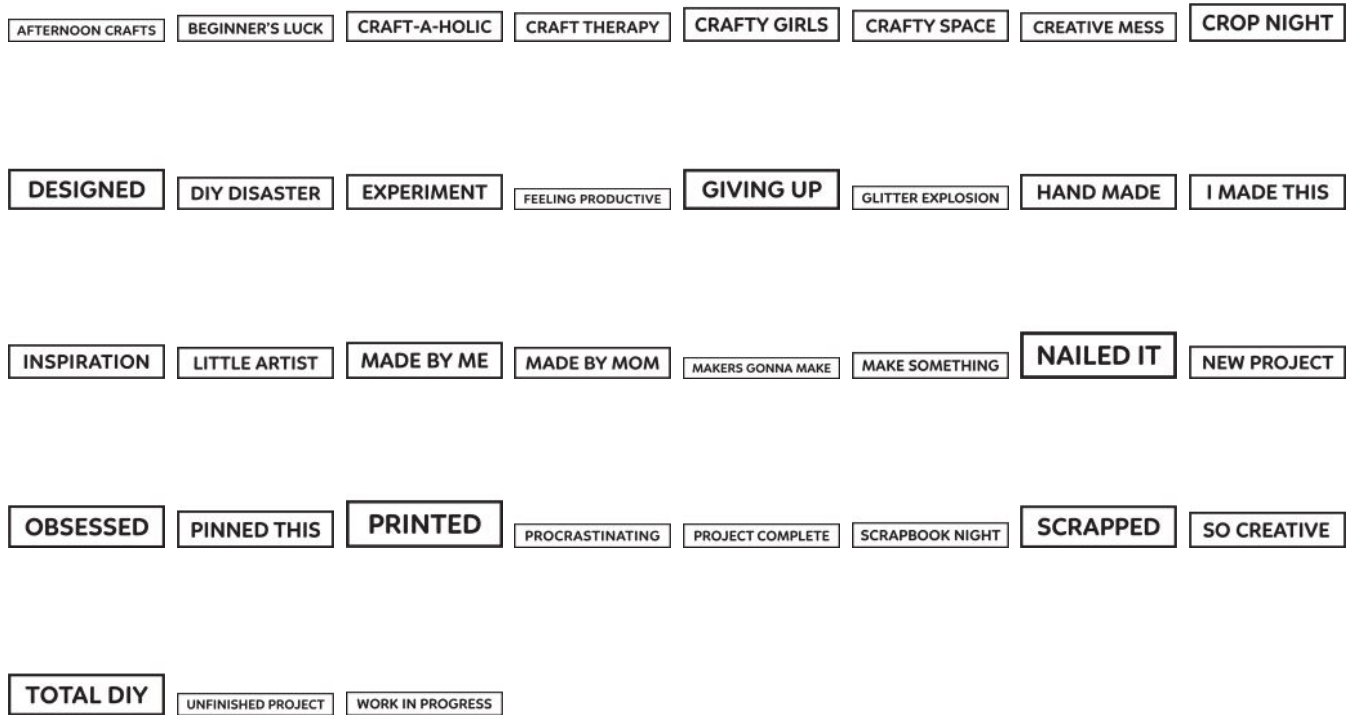 AFTERNOON CRAFTS
BEGINNER'S LUCK
CRAFT-A-HOLIC
CRAFT THERAPY
CRAFTY GIRLS
CRAFTY SPACE
CREATIVE MESS
CROP NIGHT
DESIGNED
DIY DISASTER
EXPERIMENT
FEELING PRODUCTIVE
GIVING UP
GLITTER EXPLOSION
HAND MADE
I MADE THIS
INSPIRATION
LITTLE ARTIST
MADE BY ME
MADE BY MOM
MAKERS GONNA MAKE
MAKE SOMETHING
NAILED IT
NEW PROJECT
OBSESSED
PINNED THIS
PRINTED
PROCRASTINATING
PROJECT COMPLETE
SCRAPBOOK NIGHT
SCRAPPED
SO CREATIVE
TOTAL DIY
UNFINISHED PROJECT
WORK IN PROGRESS